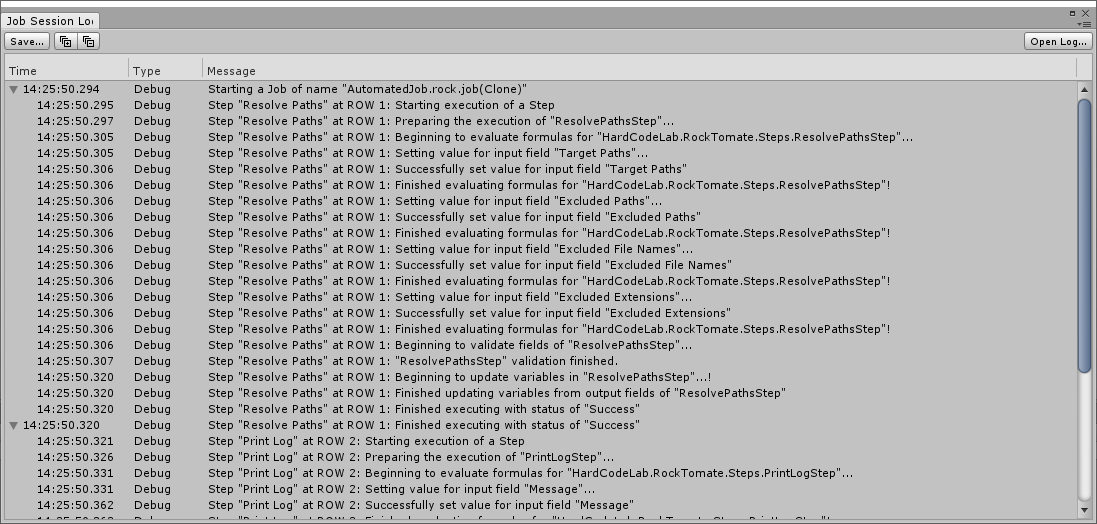 Job Session Lo
Save...
Open Log...
Time Type Message
14:25:50.294 Debug Starting a Job of name "AutomatedJob.rock.job(Clone)"
14:25:50.295 Debug Step "Resolve Paths" at ROW 1: Starting execution of a Step
14:25:50.297 Debug Step "Resolve Paths" at ROW 1: Preparing the execution of "ResolvePathsStep"...
14:25:50.305 Debug Step "Resolve Paths" at ROW 1: Beginning to evaluate formulas for "HardCodeLab.RockTomate.Steps.ResolvePathsStep"...
14:25:50.305 Debug Step "Resolve Paths" at ROW 1: Setting value for input field "Target Paths"...
14:25:50.306 Debug Step "Resolve Paths" at ROW 1: Successfully set value for input field "Target Paths"
14:25:50.306 Debug Step "Resolve Paths" at ROW 1: Finished evaluating formulas for "HardCodeLab.RockTomate.Steps.ResolvePathsStep"!
14:25:50.306 Debug Step "Resolve Paths" at ROW 1: Setting value for input field "Excluded Paths"...
14:25:50.306 Debug Step "Resolve Paths" at ROW 1: Successfully set value for input field "Excluded Paths"
14:25:50.306 Debug Step "Resolve Paths" at ROW 1: Finished evaluating formulas for "HardCodeLab.RockTomate.Steps.ResolvePathsStep"!
14:25:50.306 Debug Step "Resolve Paths" at ROW 1: Setting value for input field "Excluded File Names"...
14:25:50.306 Debug Step "Resolve Paths" at ROW 1: Successfully set value for input field "Excluded File Names"
14:25:50.306 Debug Step "Resolve Paths" at ROW 1: Finished evaluating formulas for "HardCodeLab.RockTomate.Steps.ResolvePathsStep"!
14:25:50.306 Debug Step "Resolve Paths" at ROW 1: Setting value for input field "Excluded Extensions"...
14:25:50.306 Debug Step "Resolve Paths" at ROW 1: Successfully set value for input field "Excluded Extensions"
14:25:50.306 Debug Step "Resolve Paths" at ROW 1: Finished evaluating formulas for "HardCodeLab.RockTomate.Steps.ResolvePathsStep"!
14:25:50.306 Debug Step "Resolve Paths" at ROW 1: Beginning to validate fields of "ResolvePathsStep"...
14:25:50.307 Debug Step "Resolve Paths" at ROW 1: "ResolvePathsStep" validation finished.
14:25:50.320 Debug Step "Resolve Paths" at ROW 1: Beginning to update variables in "ResolvePathsStep"...!
14:25:50.320 Debug Step "Resolve Paths" at ROW 1: Finished updating variables from output fields of "ResolvePathsStep"
14:25:50.320 Debug Step "Resolve Paths" at ROW 1: Finished executing with status of "Success"
14:25:50.320 Debug Step "Resolve Paths" at ROW 1: Finished executing with status of "Success"
14:25:50.321 Debug Step "Print Log" at ROW 2: Starting execution of a Step
14:25:50.326 Debug Step "Print Log" at ROW 2: Preparing the execution of "PrintLogStep"...
14:25:50.331 Debug Step "Print Log" at ROW 2: Beginning to evaluate formulas for "HardCodeLab.RockTomate.Steps.PrintLogStep"...
14:25:50.331 Debug Step "Print Log" at ROW 2: Setting value for input field "Message"...
14:25:50.362 Debug Step "Print Log" at ROW 2: Successfully set value for input field "Message"